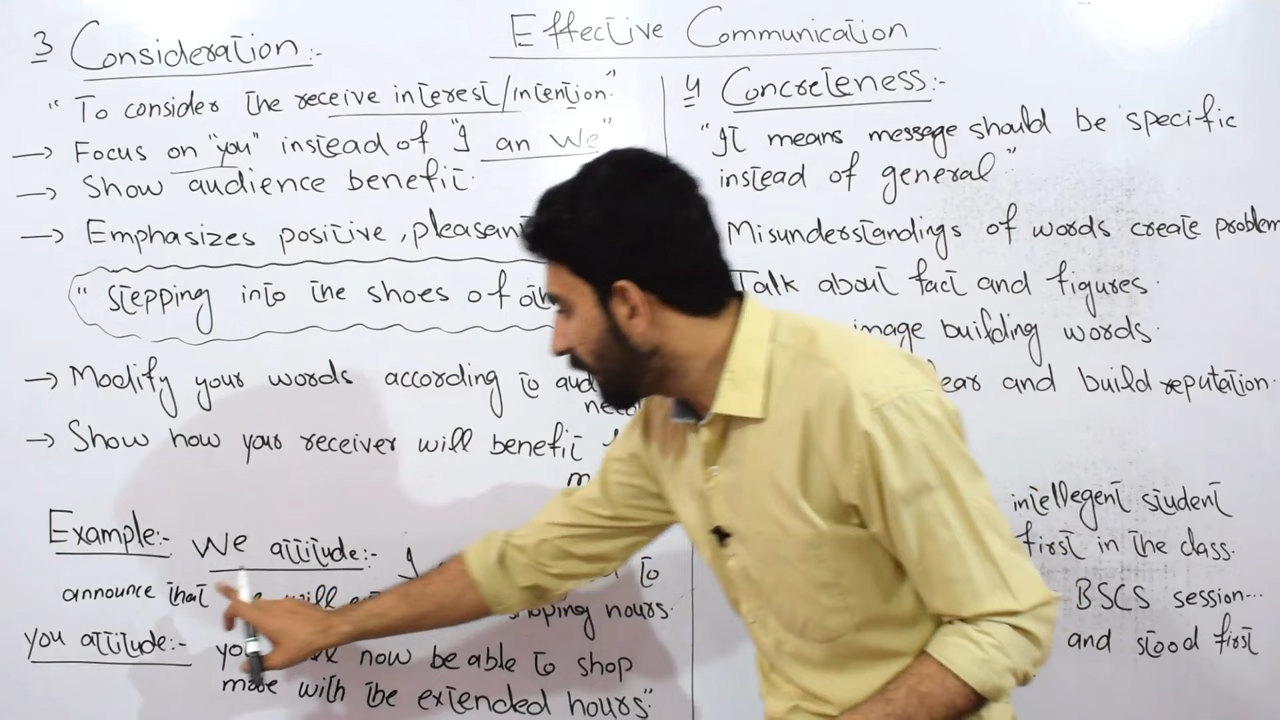 Effective Communication
3 Consideration:-
"To consider the receive interest/intention"
→ Focus on "you" instead of "I an We"
→ Show audience benefit.
→ Emphasizes positive, pleasant
"Stepping into the shoes of
→ Modify your words according to
→ Show how your receiver will benefit
Example:- We attitude:- I to
announce that will hours.
you attitude:- now be able to shop
more with the extended hours"
4 Concreteness:-
"It means message should be specific
instead of general"
Misunderstandings of words create problem
Talk about fact and figures.
image building words.
and build reputation.
intellegent student
first in the class.
BSCS session...
and stood first